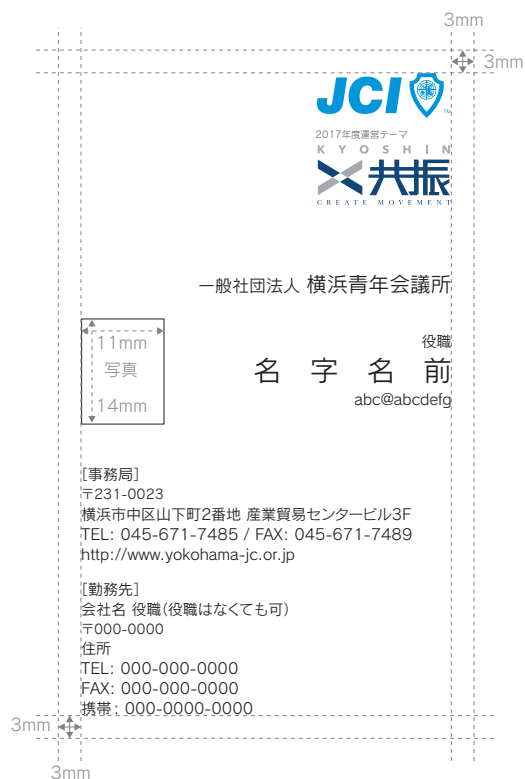 3mm
3mm
JCI
TM
2017年度運営テーマ
KYOSHIN
共振
CREATE MOVEMENT
一般社団法人 横浜青年会議所
11mm
写真
14mm
役職
名字名前
abc@abcdefg
[事務局]
〒231-0023
横浜市中区山下町2番地 産業貿易センタービル3F
TEL: 045-671-7485 / FAX: 045-671-7489
http://www.yokohama-jc.or.jp
[勤務先]
会社名 役職(役職はなくても可)
〒000-0000
住所
TEL: 000-000-0000
FAX: 000-000-0000
携帯: 000-0000-0000
3mm
3mm